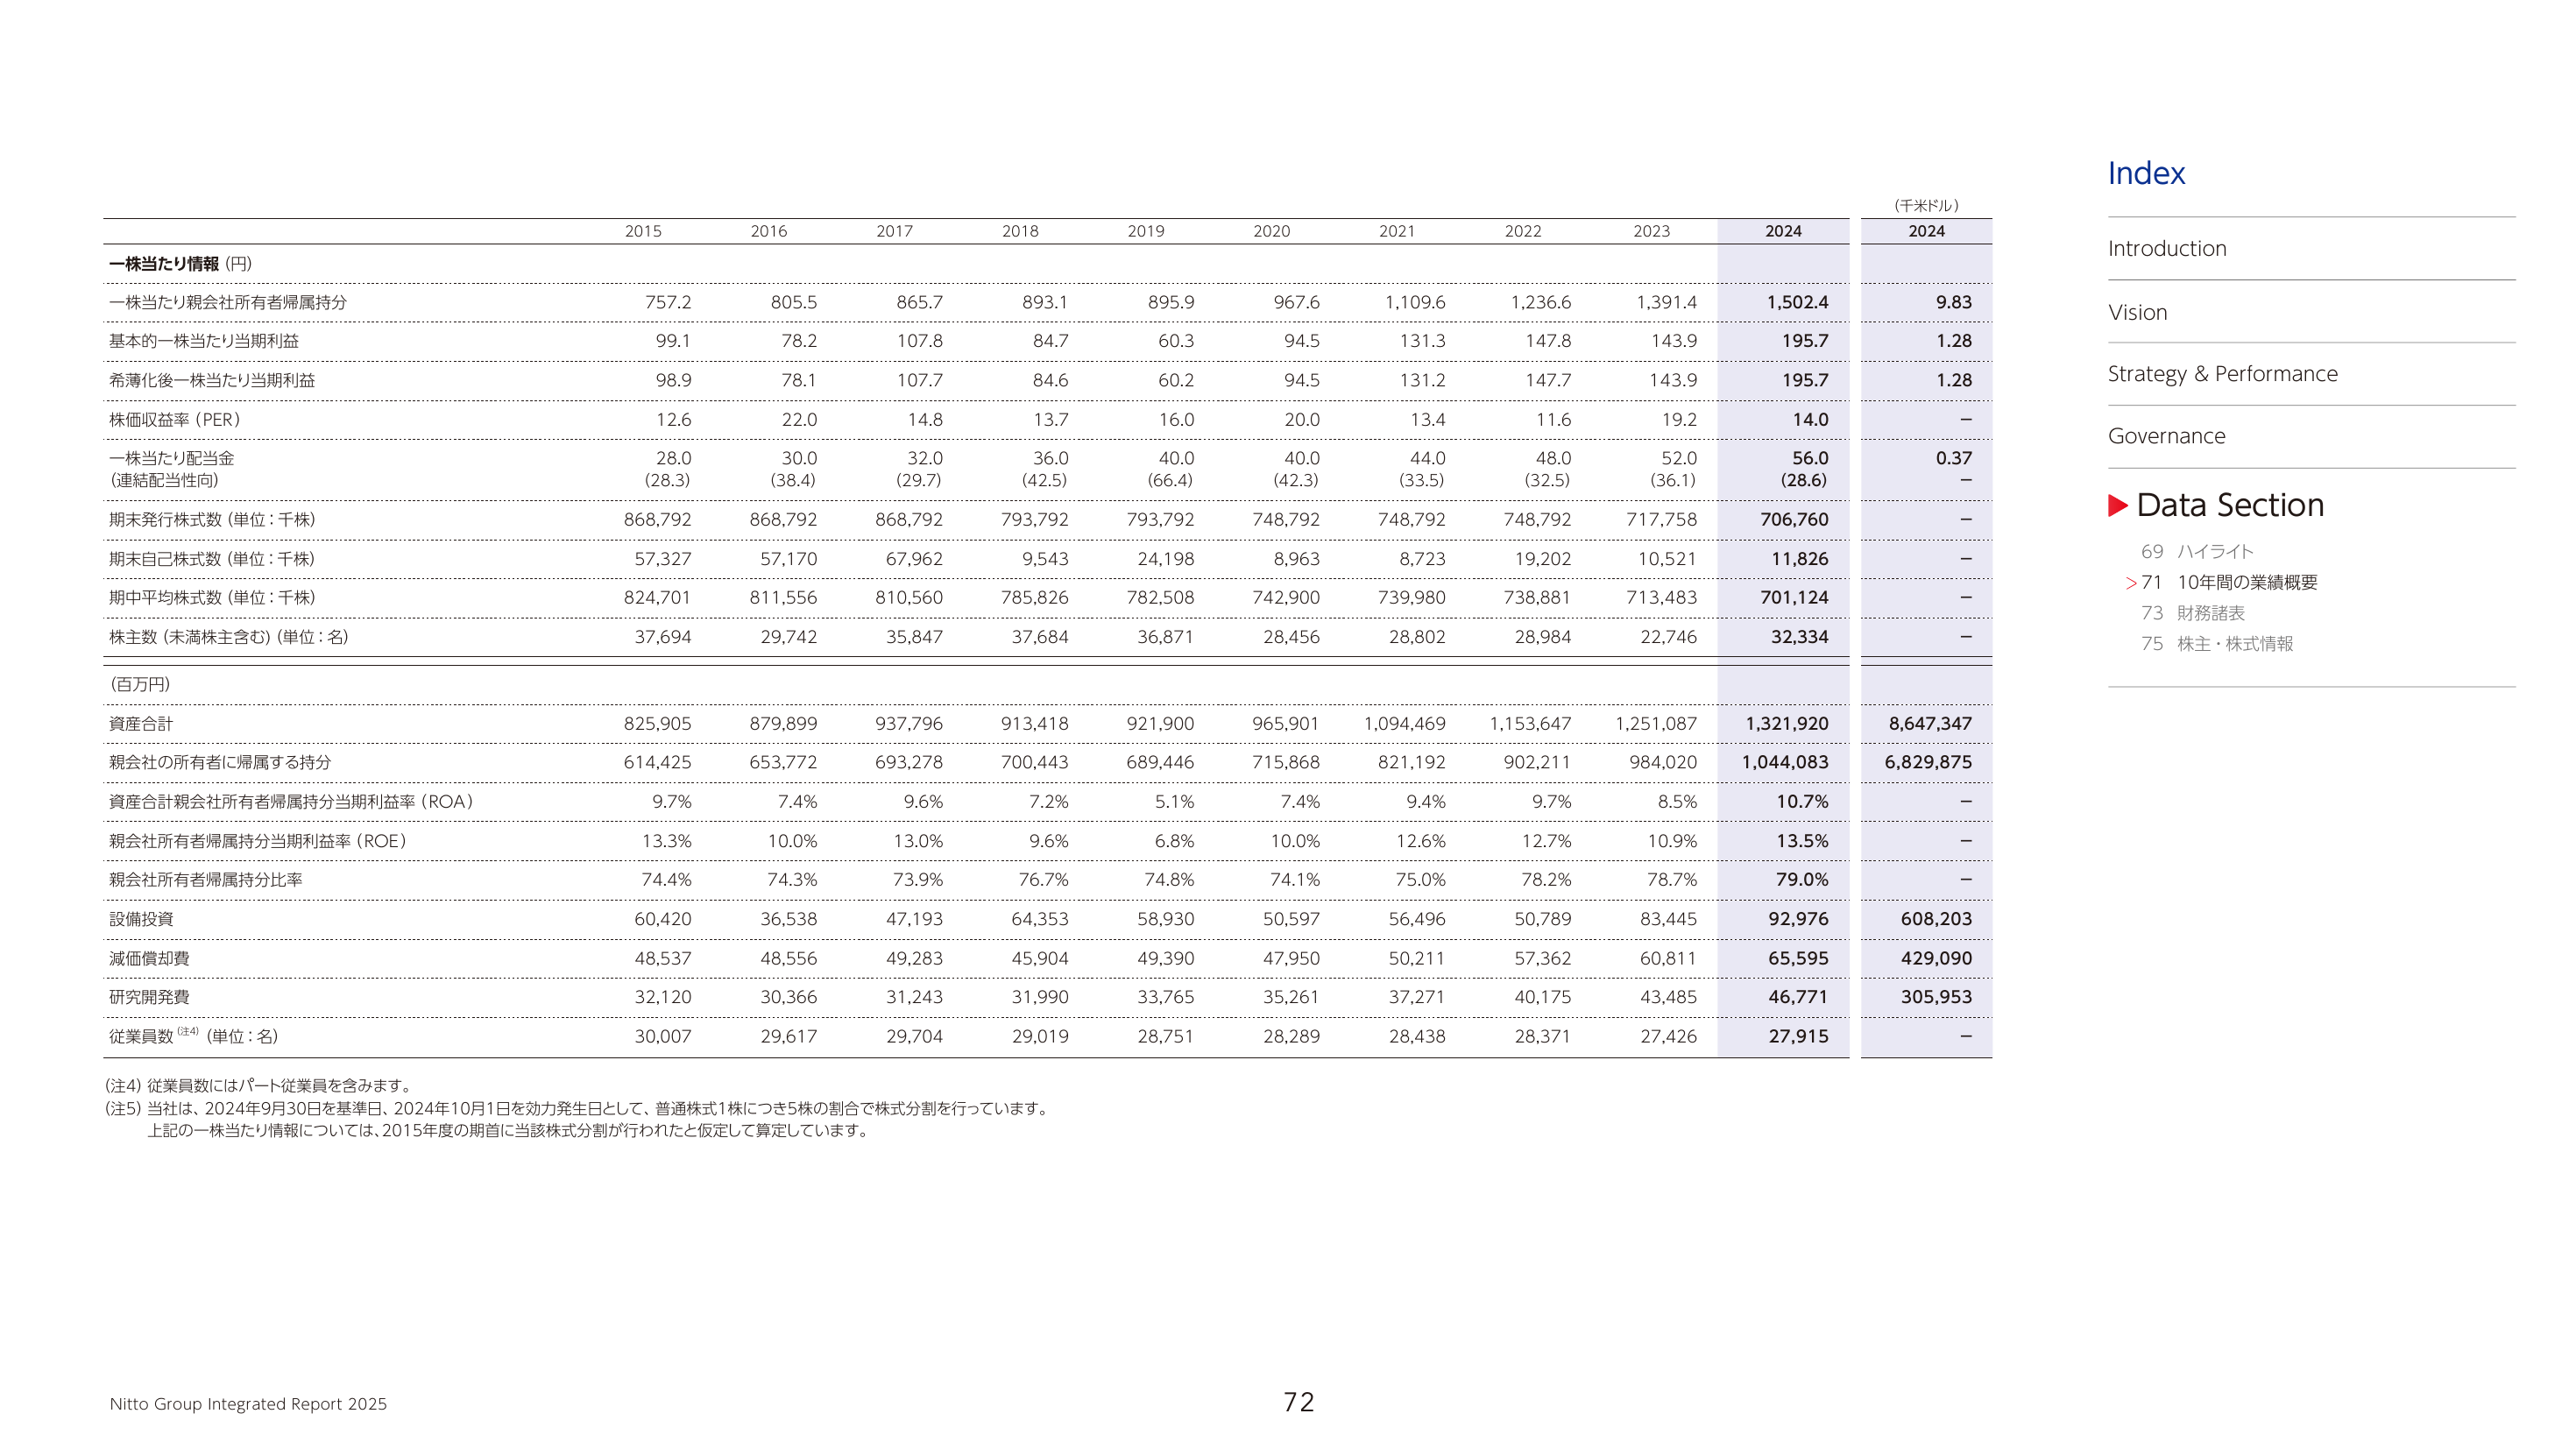 (千米ドル)
2015 2016 2017 2018 2019 2020 2021 2022 2023 2024 2024
一株当たり情報（円）
一株当たり親会社所有者帰属持分 757.2 805.5 865.7 893.1 895.9 967.6 1,109.6 1,236.6 1,391.4 1,502.4 9.83
基本的一株当たり当期利益 99.1 78.2 107.8 84.7 60.3 94.5 131.3 147.8 143.9 195.7 1.28
希薄化後一株当たり当期利益 98.9 78.1 107.7 84.6 60.2 94.5 131.2 147.7 143.9 195.7 1.28
株価収益率（PER） 12.6 22.0 14.8 13.7 16.0 20.0 13.4 11.6 19.2 14.0 －
一株当たり配当金 28.0 30.0 32.0 36.0 40.0 40.0 44.0 48.0 52.0 56.0 0.37
（連結配当性向） (28.3) (38.4) (29.7) (42.5) (66.4) (42.3) (33.5) (32.5) (36.1) (28.6) －
期末発行株式数（単位：千株） 868,792 868,792 868,792 793,792 793,792 748,792 748,792 748,792 717,758 706,760 －
期末自己株式数（単位：千株） 57,327 57,170 67,962 9,543 24,198 8,963 8,723 19,202 10,521 11,826 －
期中平均株式数（単位：千株） 824,701 811,556 810,560 785,826 782,508 742,900 739,980 738,881 713,483 701,124 －
株主数（未満株主含む）（単位：名） 37,694 29,742 35,847 37,684 36,871 28,456 28,802 28,984 22,746 32,334 －
（百万円）
資産合計 825,905 879,899 937,796 913,418 921,900 965,901 1,094,469 1,153,647 1,251,087 1,321,920 8,647,347
親会社の所有者に帰属する持分 614,425 653,772 693,278 700,443 689,446 715,868 821,192 902,211 984,020 1,044,083 6,829,875
資産合計親会社所有者帰属持分当期利益率（ROA） 9.7% 7.4% 9.6% 7.2% 5.1% 7.4% 9.4% 9.7% 8.5% 10.7% －
親会社所有者帰属持分当期利益率（ROE） 13.3% 10.0% 13.0% 9.6% 6.8% 10.0% 12.6% 12.7% 10.9% 13.5% －
親会社所有者帰属持分比率 74.4% 74.3% 73.9% 76.7% 74.8% 74.1% 75.0% 78.2% 78.7% 79.0% －
設備投資 60,420 36,538 47,193 64,353 58,930 50,597 56,496 50,789 83,445 92,976 608,203
減価償却費 48,537 48,556 49,283 45,904 49,390 47,950 50,211 57,362 60,811 65,595 429,090
研究開発費 32,120 30,366 31,243 31,990 33,765 35,261 37,271 40,175 43,485 46,771 305,953
従業員数（注4）（単位：名） 30,007 29,617 29,704 29,019 28,751 28,289 28,438 28,371 27,426 27,915 －
（注4）従業員数にはパート従業員を含みます。
（注5）当社は、2024年9月30日を基準日、2024年10月1日を効力発生日として、普通株式1株につき5株の割合で株式分割を行っています。
上記の一株当たり情報については、2015年度の期首に当該株式分割が行われたと仮定して算定しています。
Index
Introduction
Vision
Strategy & Performance
Governance
Data Section
69 ハイライト
> 71 10年間の業績概要
73 財務諸表
75 株主・株式情報
Nitto Group Integrated Report 2025
72